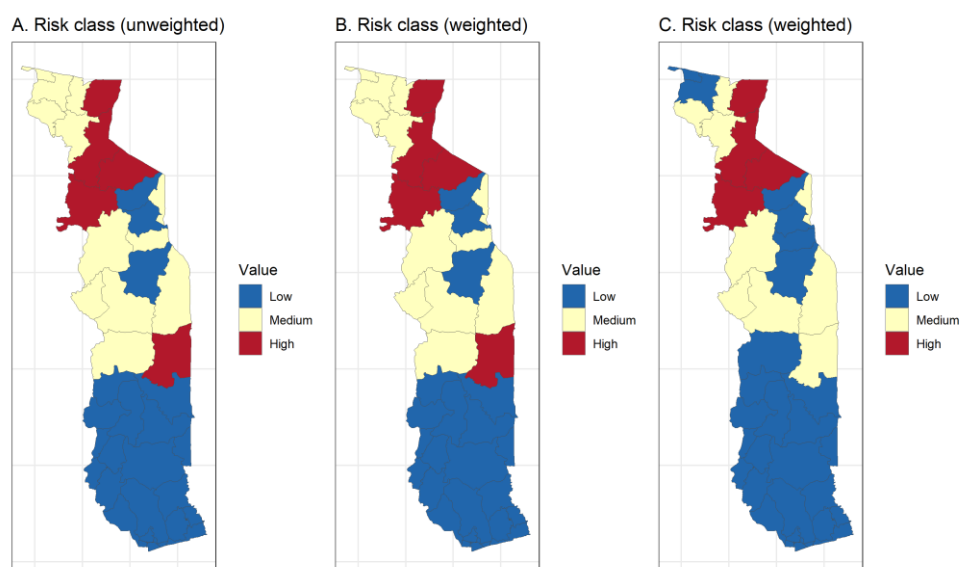 A. Risk class (unweighted)
Value
Low
Medium
High
B. Risk class (weighted)
Value
Low
Medium
High
C. Risk class (weighted)
Value
Low
Medium
High